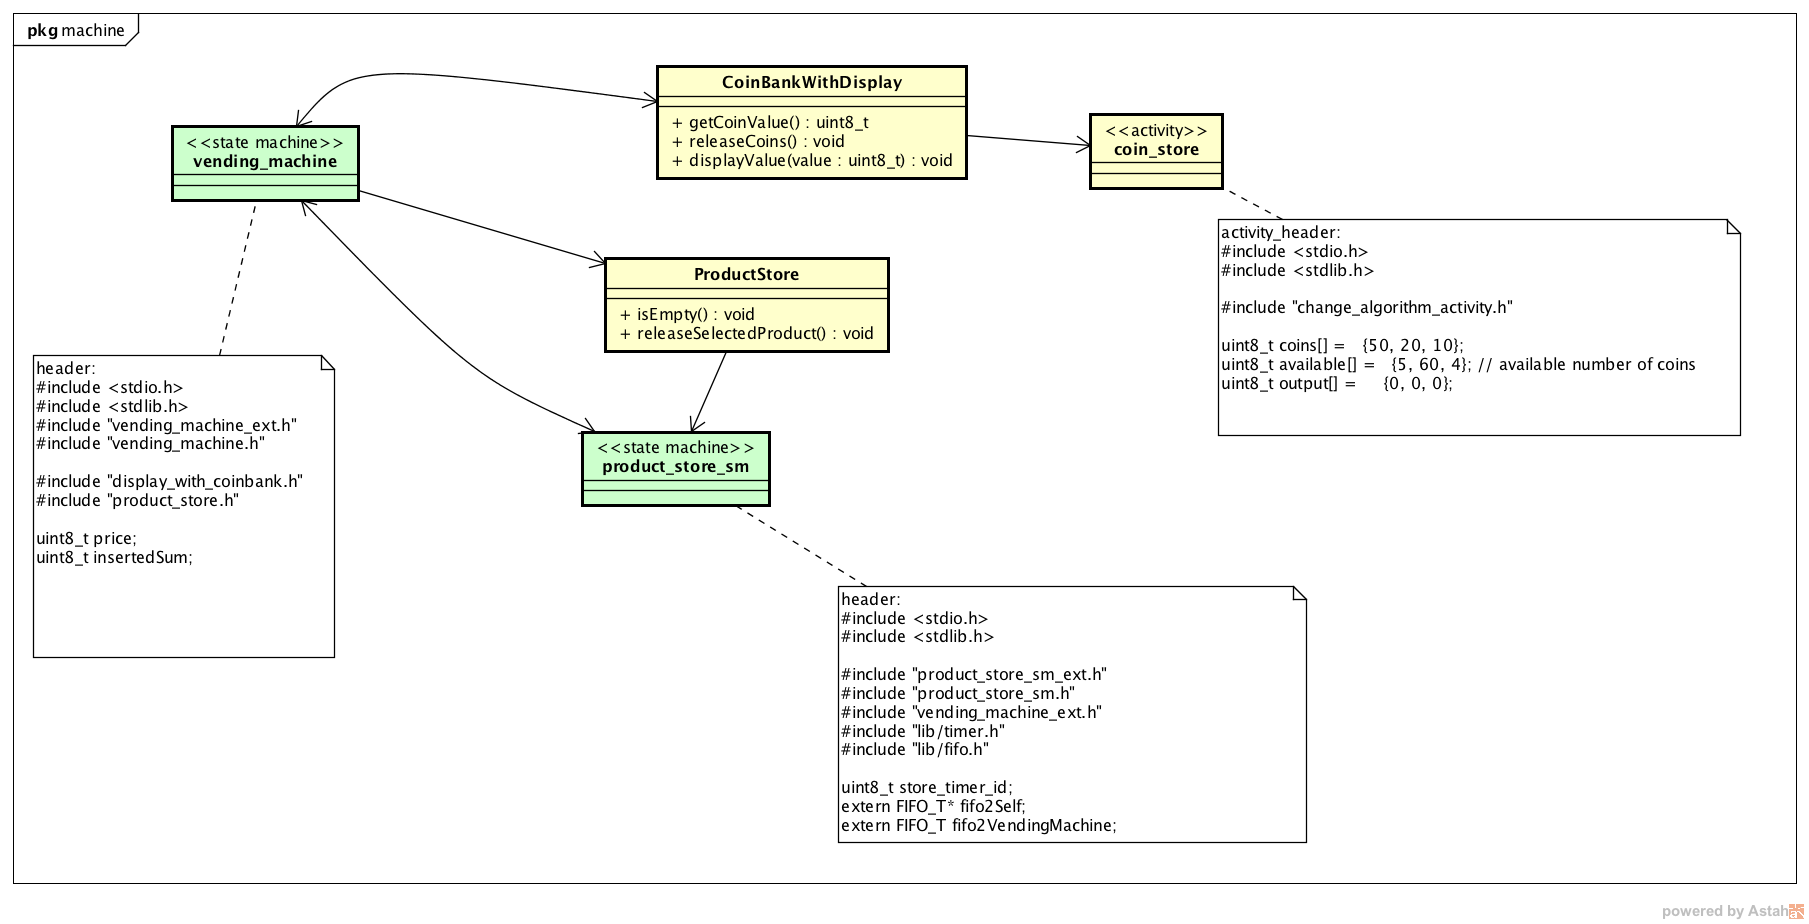 pkg machine
CoinBankWithDisplay
+ getCoinValue() : uint8_t
+ releaseCoins() : void
+ displayValue(value : uint8_t) : void
<<activity>>
coin_store
<<state machine>>
vending_machine
activity_header:
#include <stdio.h>
#include <stdlib.h>
#include "change_algorithm_activity.h"
uint8_t coins[] = {50, 20, 10};
uint8_t available[] = {5, 60, 4}; // available number of coins
uint8_t output[] = {0, 0, 0};
ProductStore
+ isEmpty() : void
+ releaseSelectedProduct() : void
header:
#include <stdio.h>
#include <stdlib.h>
#include "vending_machine_ext.h"
#include "vending_machine.h"
#include "display_with_coinbank.h"
#include "product_store.h"
uint8_t price;
uint8_t insertedSum;
<<state machine>>
product_store_sm
header:
#include <stdio.h>
#include <stdlib.h>
#include "product_store_sm_ext.h"
#include "product_store_sm.h"
#include "vending_machine_ext.h"
#include "lib/timer.h"
#include "lib/fifo.h"
uint8_t store_timer_id;
extern FIFO_T* fifo2Self;
extern FIFO_T fifo2VendingMachine;
powered by Astah